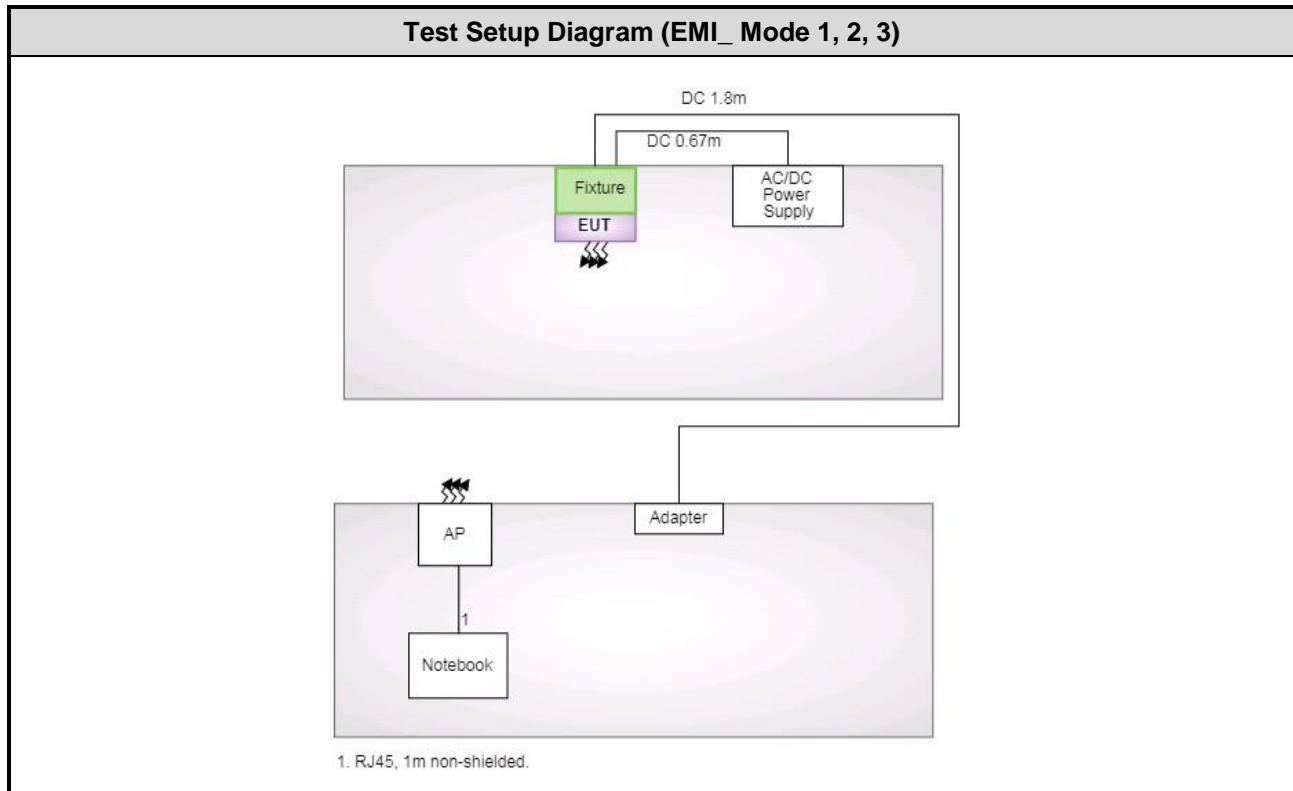 Test Setup Diagram (EMI_ Mode 1, 2, 3)
DC 1.8m
DC 0.67m
Fixture
EUT
AC/DC
Power
Supply
AP
Adapter
1
Notebook
1. RJ45, 1m non-shielded.